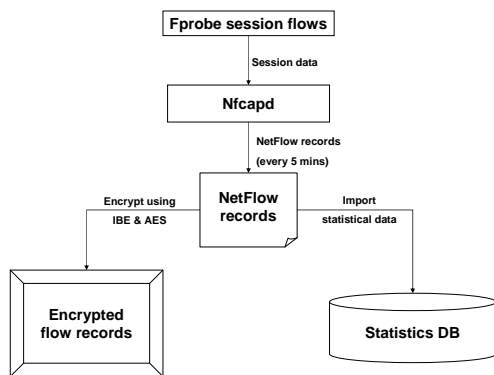 Fprobe session flows
Session data
Nfcapd
NetFlow records
(every 5 mins)
NetFlow
records
Encrypt using
IBE & AES
Import
statistical data
Encrypted
flow records
Statistics DB